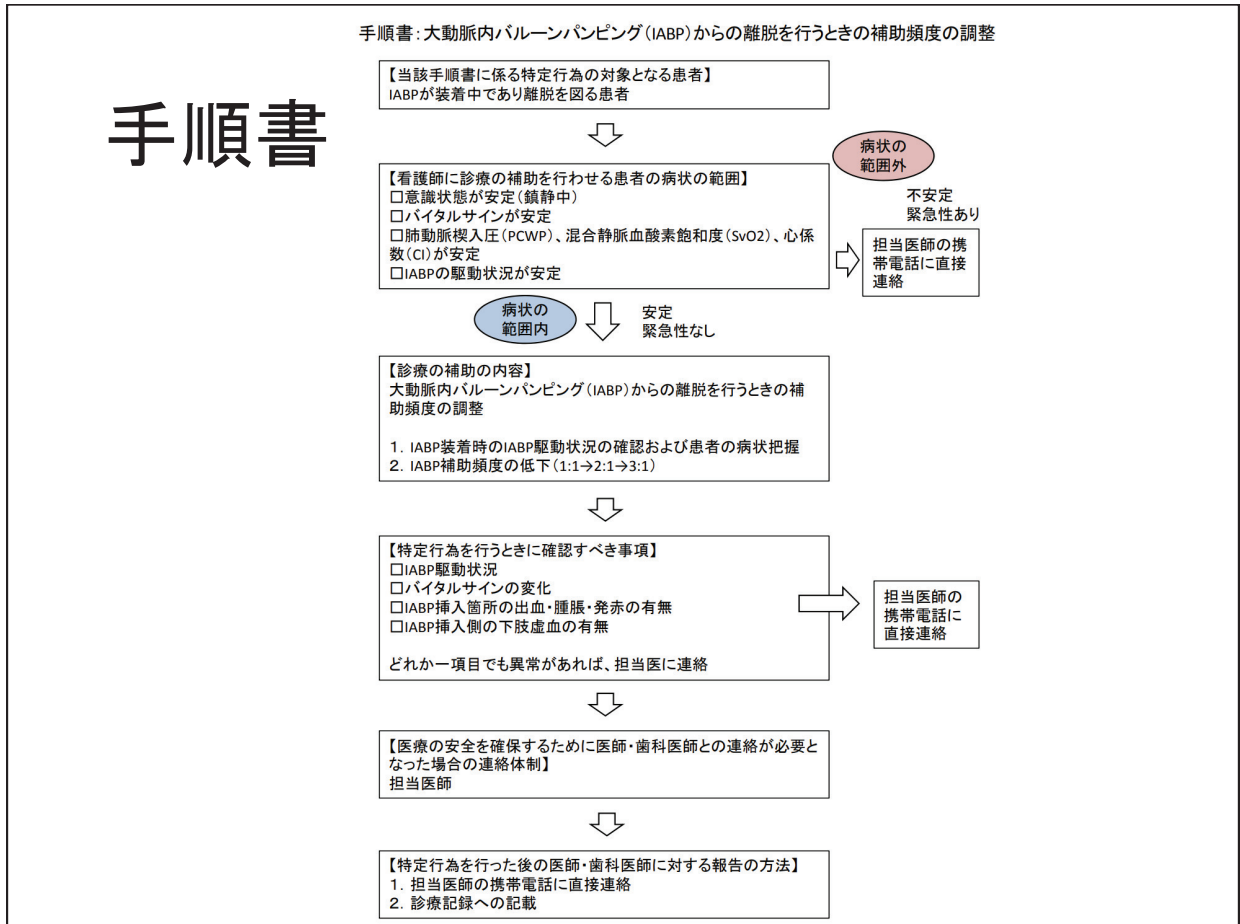 手順書:大動脈内バルーンパンピング(IABP)からの離脱を行うときの補助頻度の調整
手順書
【当該手順書に係る特定行為の対象となる患者】
IABPが装着中であり離脱を図る患者
病状の
範囲外
【看護師に診療の補助を行わせる患者の病状の範囲】
□意識状態が安定(鎮静中)
□バイタルサインが安定
□肺動脈楔入圧(PCWP)、混合静脈血酸素飽和度(SvO2)、心係
数(CI)が安定
□IABPの駆動状況が安定
不安定
緊急性あり
担当医師の携
帯電話に直接
連絡
病状の
範囲内
安定
緊急性なし
【診療の補助の内容】
大動脈内バルーンパンピング(IABP)からの離脱を行うときの補
助頻度の調整
1. IABP装着時のIABP駆動状況の確認および患者の病状把握
2. IABP補助頻度の低下(1:1→2:1→3:1)
【特定行為を行うときに確認すべき事項】
□IABP駆動状況
□バイタルサインの変化
□IABP挿入箇所の出血・腫脹・発赤の有無
□IABP挿入側の下肢虚血の有無
どれか一項目でも異常があれば、担当医に連絡
担当医師の
携帯電話に
直接連絡
【医療の安全を確保するために医師・歯科医師との連絡が必要と
なった場合の連絡体制】
担当医師
【特定行為を行った後の医師・歯科医師に対する報告の方法】
1. 担当医師の携帯電話に直接連絡
2. 診療記録への記載